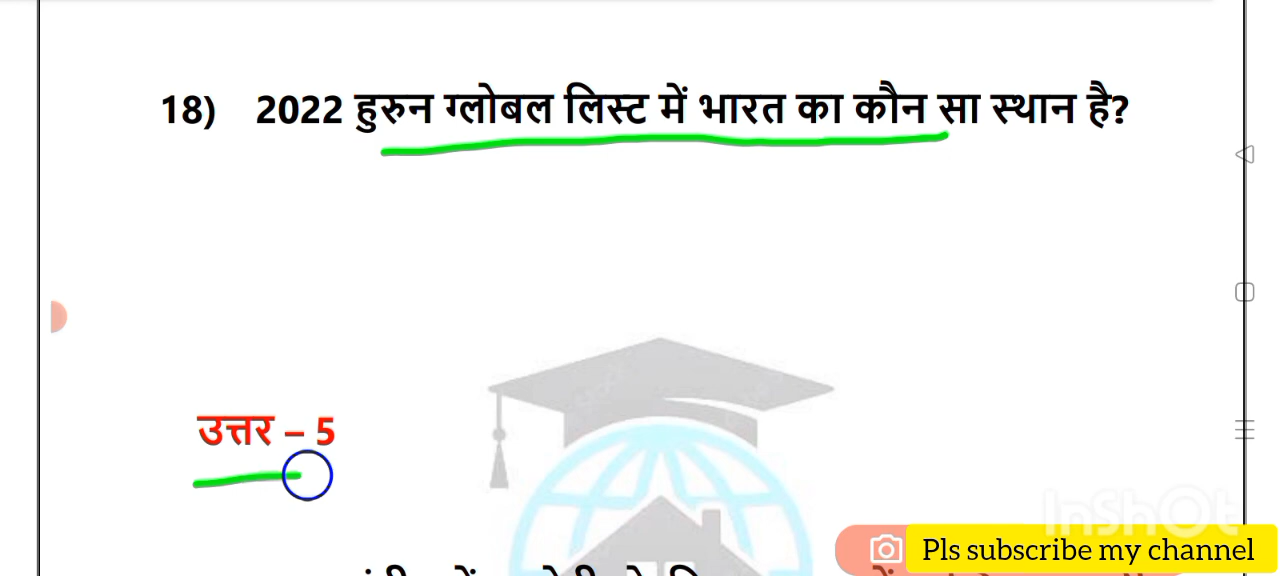 18) 2022 हुरुन ग्लोबल लिस्ट में भारत का कौन सा स्थान है?
उत्तर – 5
InShOt
Pls subscribe my channel